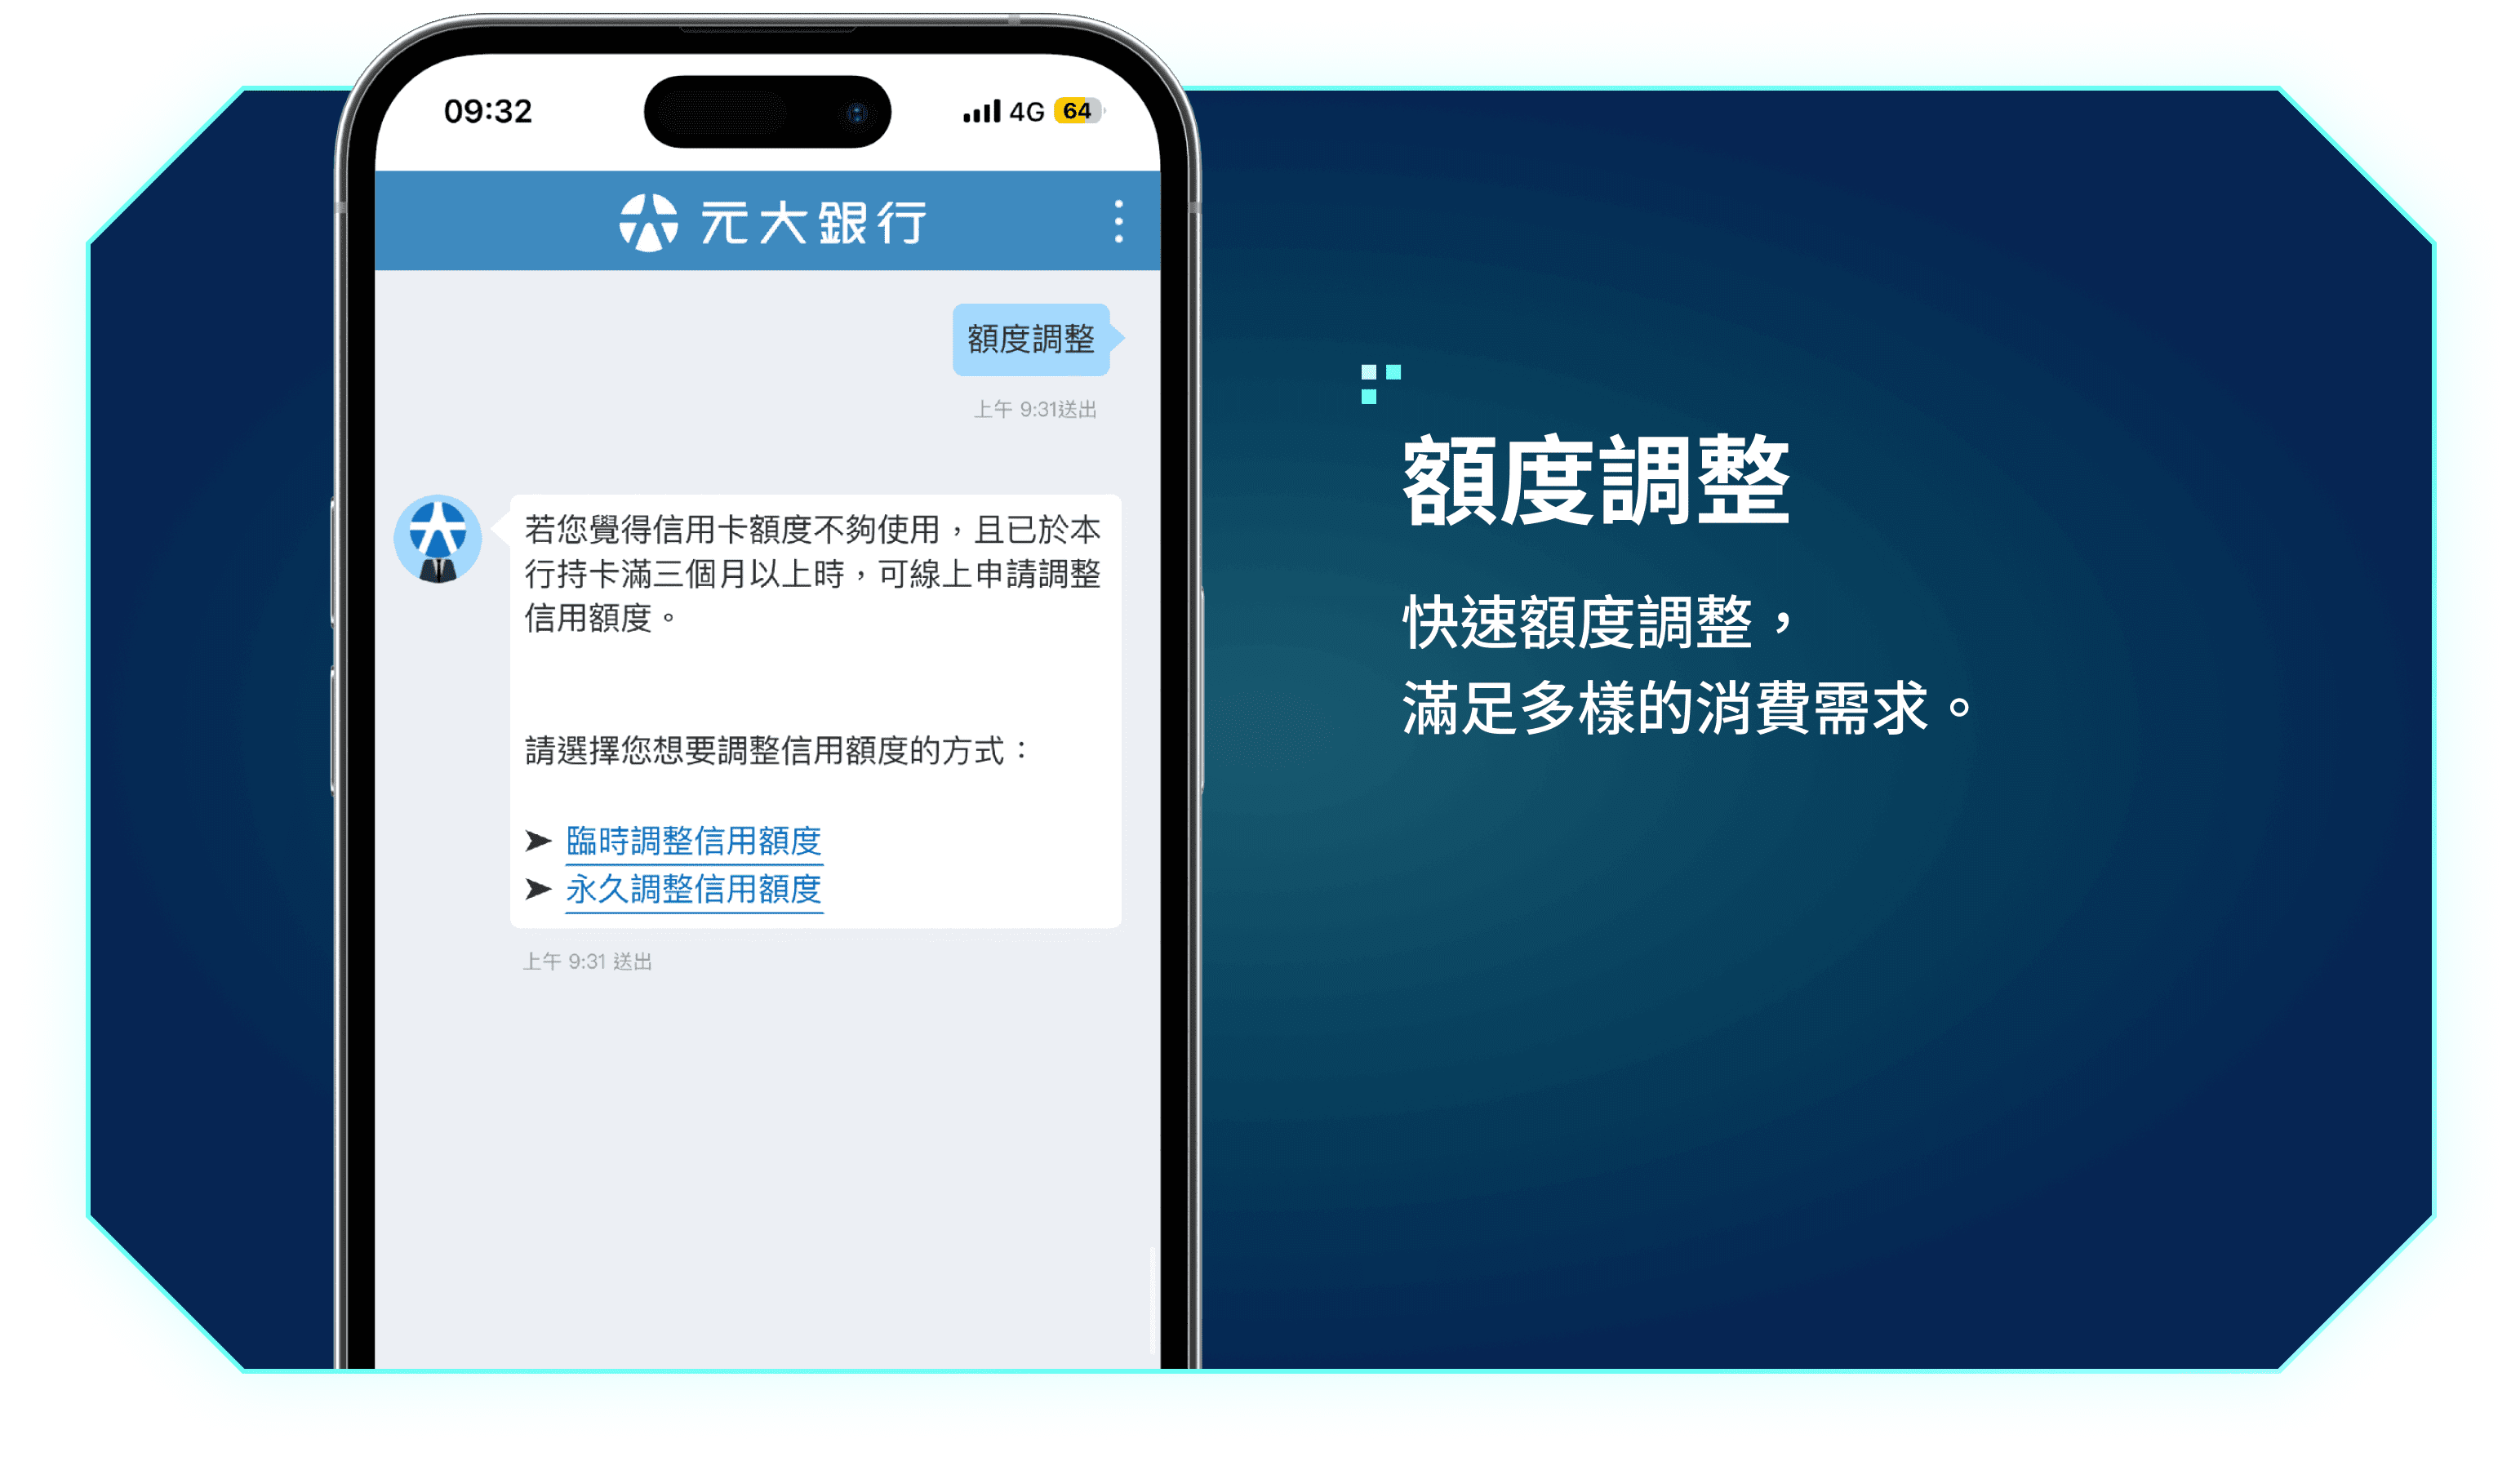 09:32
4G 64
元大銀行
額度調整
上午 9:31送出
若您覺得信用卡額度不夠使用，且已於本
行持卡滿三個月以上時，可線上申請調整
信用額度。
請選擇您想要調整信用額度的方式：
➤ 臨時調整信用額度
➤ 永久調整信用額度
上午 9:31 送出
額度調整
快速額度調整，
滿足多樣的消費需求。